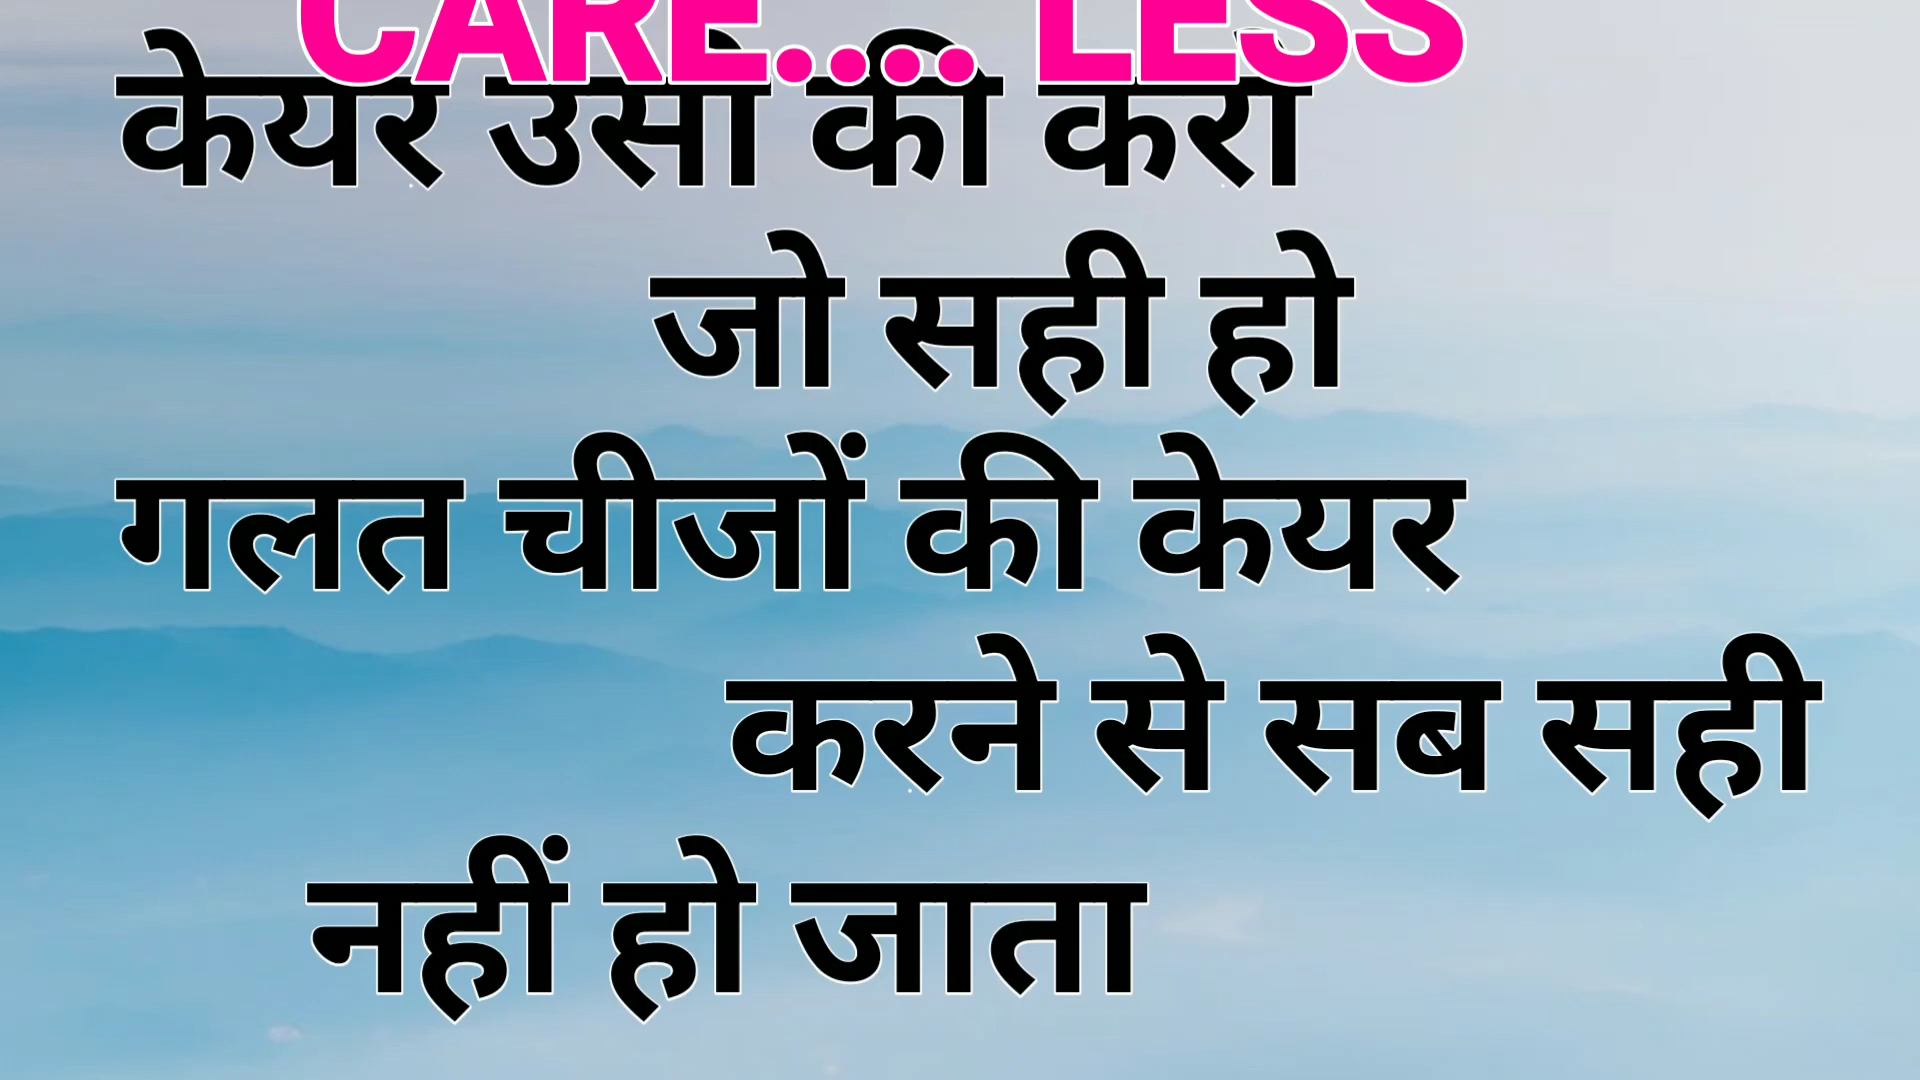 CARE.... LESS
केयर उसी की करो
जो सही हो
गलत चीजों की केयर
करने से सब सही
नहीं हो जाता